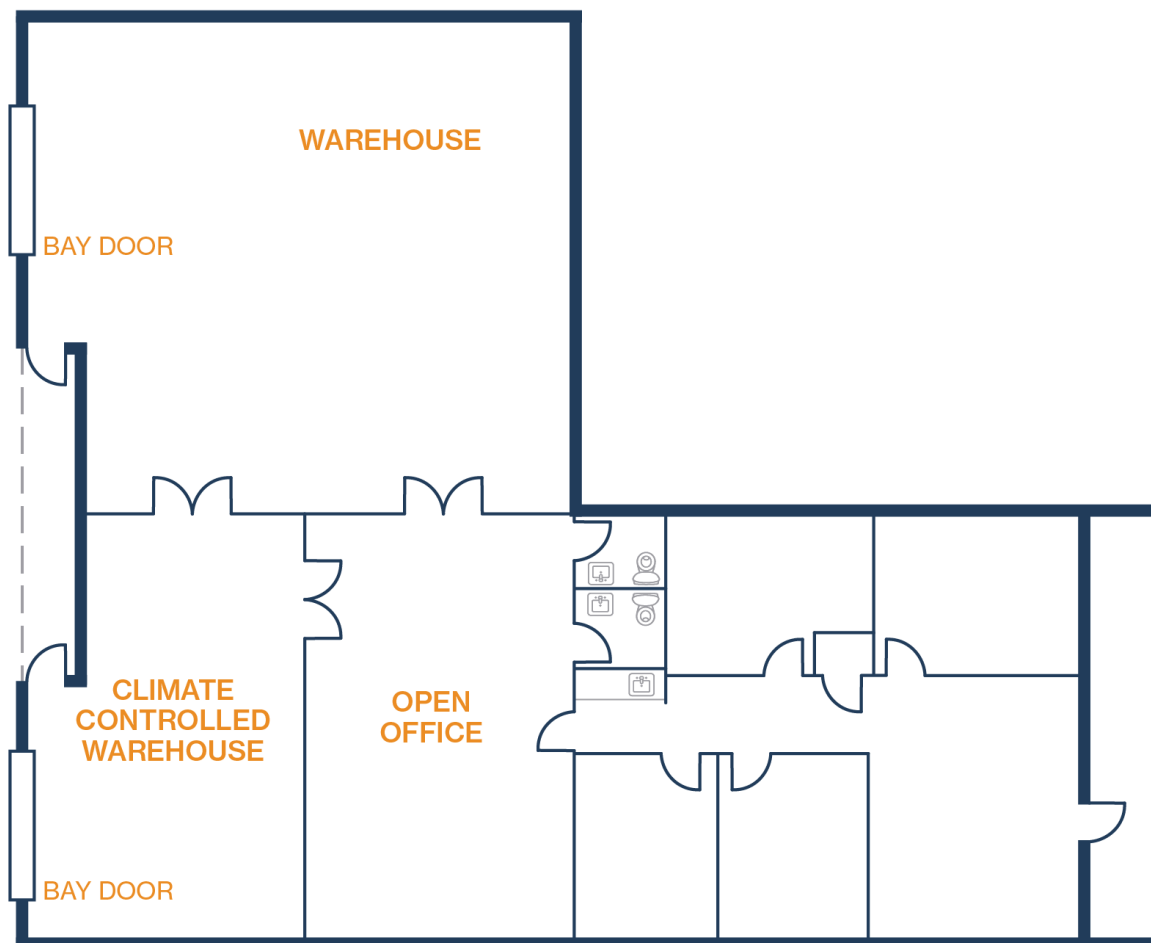 WAREHOUSE
BAY DOOR
CLIMATE
CONTROLLED
WAREHOUSE
OPEN
OFFICE
BAY DOOR